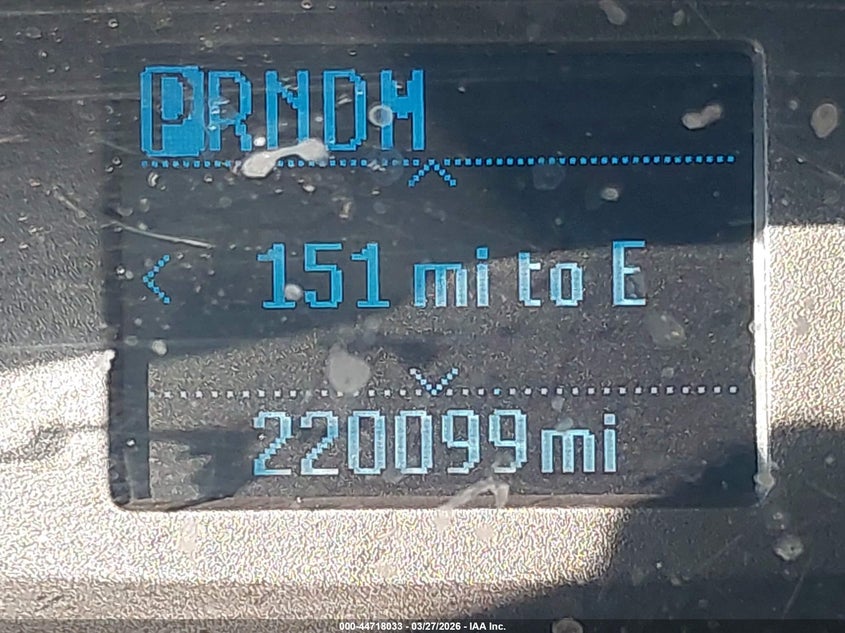 PRNDM
151 mi to E
220099mi
000-44718033 - 03/27/2026 - IAA Inc.